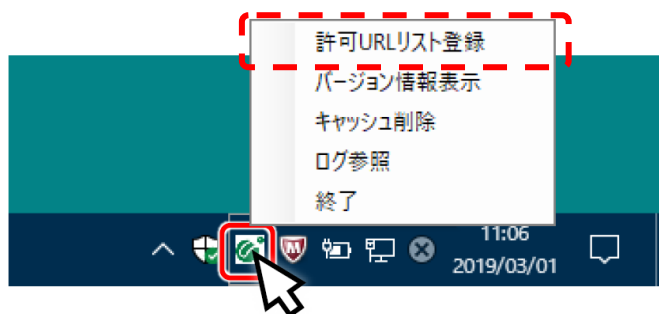 許可URLリスト登録
バージョン情報表示
キャッシュ削除
ログ参照
終了
11:06
2019/03/01